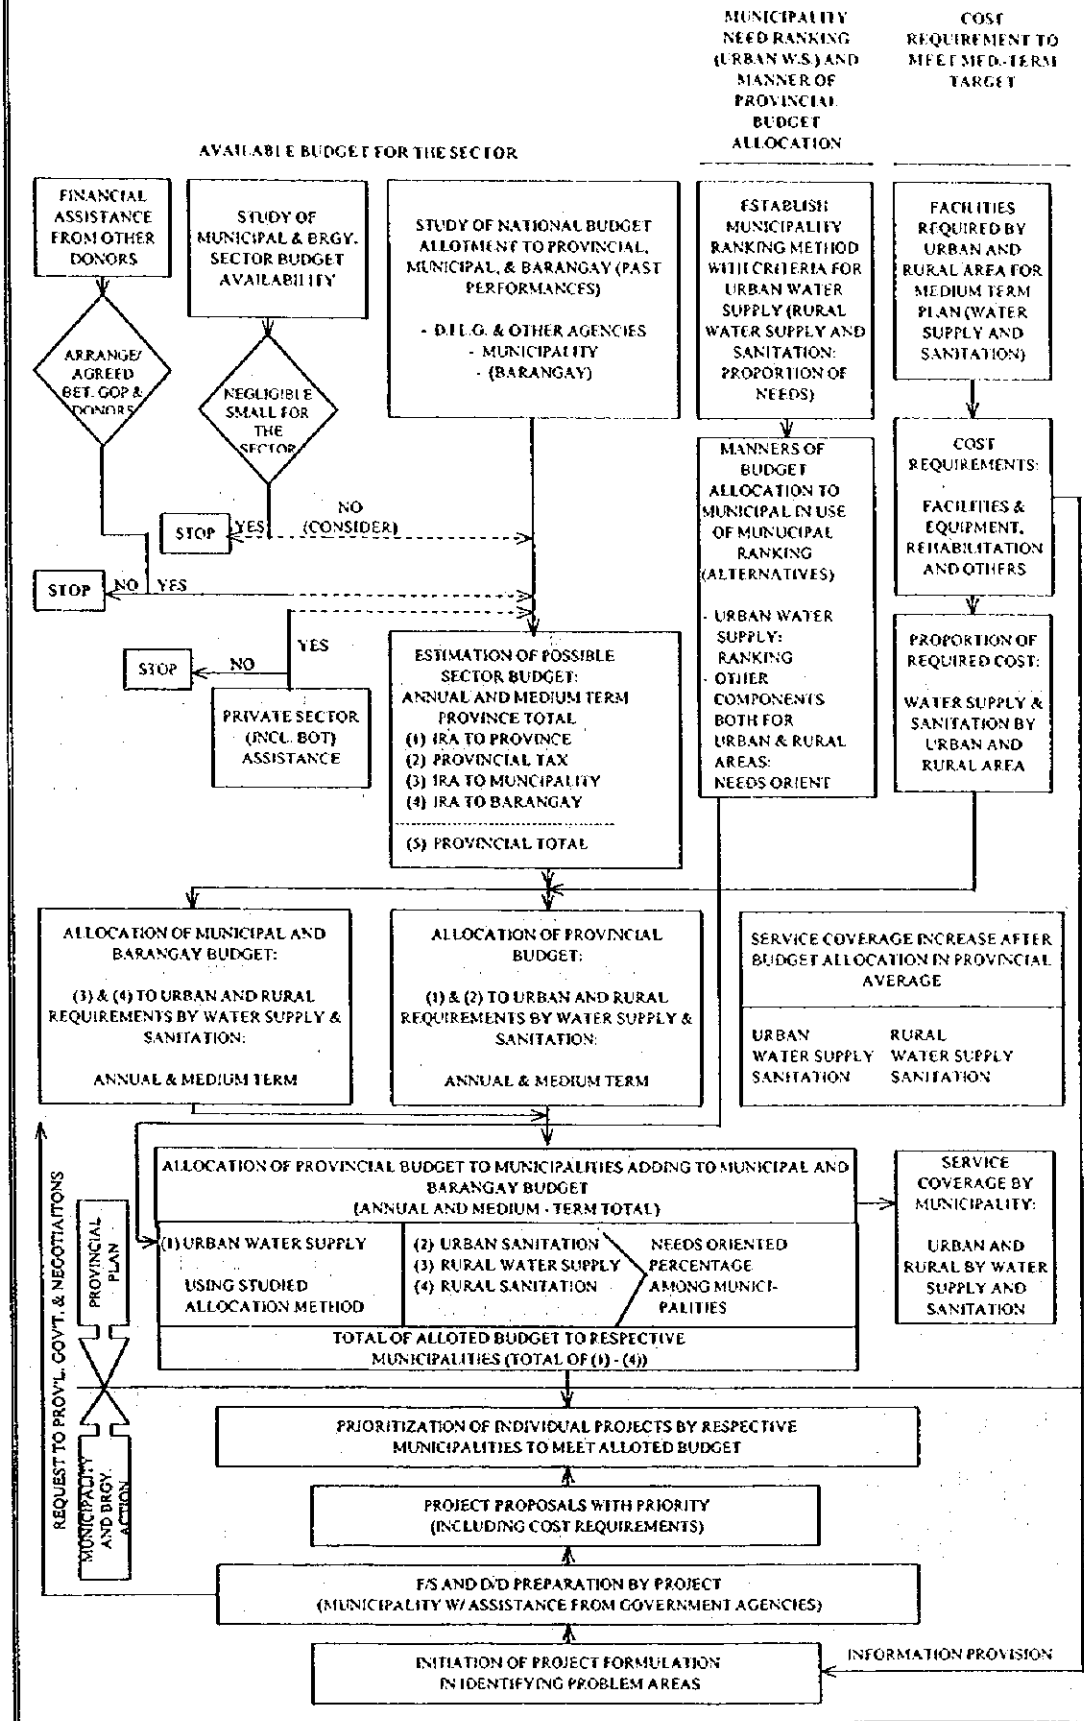 MUNICIPALITY
NEED RANKING
(URBAN W.S.) AND
MANNER OF
PROVINCIAL
BUDGET
ALLOCATION
COST
REQUIREMENT TO
MEET MED.-TERM
TARGET
AVAILABLE BUDGET FOR THE SECTOR
FINANCIAL
ASSISTANCE
FROM OTHER
DONORS
STUDY OF
MUNICIPAL & BRGY.
SECTOR BUDGET
AVAILABILITY
STUDY OF NATIONAL BUDGET
ALLOTMENT TO PROVINCIAL,
MUNICIPAL, & BARANGAY (PAST
PERFORMANCES)
- D.I.L.G. & OTHER AGENCIES
- MUNICIPALITY
- (BARANGAY)
ESTABLISH
MUNICIPALITY
RANKING METHOD
WITH CRITERIA FOR
URBAN WATER
SUPPLY (RURAL
WATER SUPPLY AND
SANITATION:
PROPORTION OF
NEEDS)
FACILITIES
REQUIRED BY
URBAN AND
RURAL AREA FOR
MEDIUM TERM
PLAN (WATER
SUPPLY AND
SANITATION)
ARRANGE/
AGREED
BET. GOP &
DONORS
NEGLIGIBLE
SMALL FOR
THE
SECTOR
STOP
YES
NO
(CONSIDER)
STOP
NO
YES
STOP
NO
YES
PRIVATE SECTOR
(INCL. BOT)
ASSISTANCE
ESTIMATION OF POSSIBLE
SECTOR BUDGET:
ANNUAL AND MEDIUM TERM
PROVINCE TOTAL
(1) IRA TO PROVINCE
(2) PROVINCIAL TAX
(3) IRA TO MUNCIPALITY
(4) IRA TO BARANGAY
(5) PROVINCIAL TOTAL
MANNERS OF
BUDGET
ALLOCATION TO
MUNICIPAL IN USE
OF MUNUCIPAL
RANKING
(ALTERNATIVES)
- URBAN WATER
SUPPLY:
RANKING
- OTHER
COMPONENTS
BOTH FOR
URBAN & RURAL
AREAS:
NEEDS ORIENT
COST
REQUIREMENTS:
FACILITIES &
EQUIPMENT,
REHABILITATION
AND OTHERS
PROPORTION OF
REQUIRED COST:
WATER SUPPLY &
SANITATION BY
URBAN AND
RURAL AREA
ALLOCATION OF MUNICIPAL AND
BARANGAY BUDGET:
(3) & (4) TO URBAN AND RURAL
REQUIREMENTS BY WATER SUPPLY &
SANITATION:
ANNUAL & MEDIUM TERM
ALLOCATION OF PROVINCIAL
BUDGET:
(1) & (2) TO URBAN AND RURAL
REQUIREMENTS BY WATER SUPPLY &
SANITATION:
ANNUAL & MEDIUM TERM
SERVICE COVERAGE INCREASE AFTER
BUDGET ALLOCATION IN PROVINCIAL
AVERAGE
URBAN
WATER SUPPLY
SANITATION
RURAL
WATER SUPPLY
SANITATION
ALLOCATION OF PROVINCIAL BUDGET TO MUNICIPALITIES ADDING TO MUNICIPAL AND
BARANGAY BUDGET
(ANNUAL AND MEDIUM - TERM TOTAL)
(1) URBAN WATER SUPPLY
USING STUDIED
ALLOCATION METHOD
(2) URBAN SANITATION
(3) RURAL WATER SUPPLY
(4) RURAL SANITATION
NEEDS ORIENTED
PERCENTAGE
AMONG MUNICI-
PALITIES
TOTAL OF ALLOTED BUDGET TO RESPECTIVE
MUNICIPALITIES (TOTAL OF (1) - (4))
SERVICE
COVERAGE BY
MUNICIPALITY:
URBAN AND
RURAL BY WATER
SUPPLY AND
SANITATION
REQUEST TO PROV'L. GOV'T. & NEGOTIAITONS
PROVINCIAL
PLAN
MUNICIPALITY
AND BRGY.
ACTION
PRIORITIZATION OF INDIVIDUAL PROJECTS BY RESPECTIVE
MUNICIPALITIES TO MEET ALLOTED BUDGET
PROJECT PROPOSALS WITH PRIORITY
(INCLUDING COST REQUIREMENTS)
F/S AND D/D PREPARATION BY PROJECT
(MUNICIPALITY W/ ASSISTANCE FROM GOVERNMENT AGENCIES)
INITIATION OF PROJECT FORMULATION
IN IDENTIFYING PROBLEM AREAS
INFORMATION PROVISION